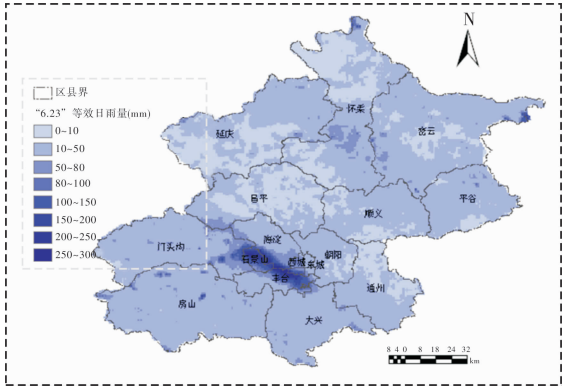 N
区县界
“6.23”等效日雨量(mm)
0~10
10~50
50~80
80~100
100~150
150~200
200~250
250~300
怀柔
密云
延庆
平谷
昌平
顺义
门头沟
海淀
石景山
西城
东城
朝阳
丰台
通州
房山
大兴
8 4 0 8 16 24 32
km